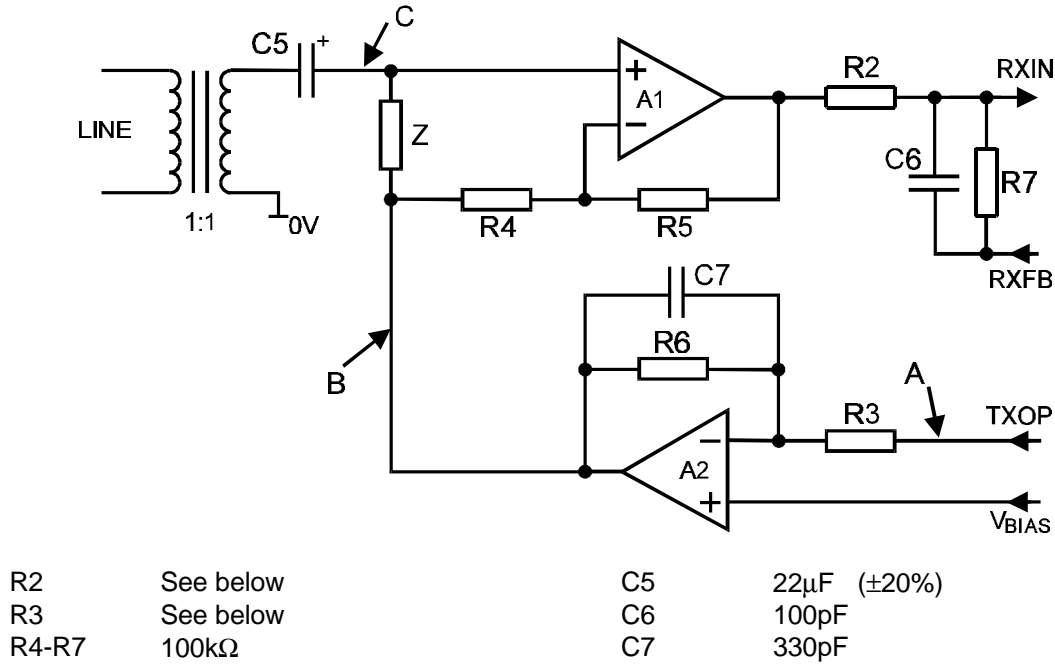 C
C5
+
R2
RXIN
+
A1
−
LINE
Z
C6
R7
R4
R5
1:1
0V
RXFB
C7
R6
B
A
R3
TXOP
−
A2
+
VBIAS
R2 See below C5 22µF (±20%)
R3 See below C6 100pF
R4-R7 100kΩ C7 330pF